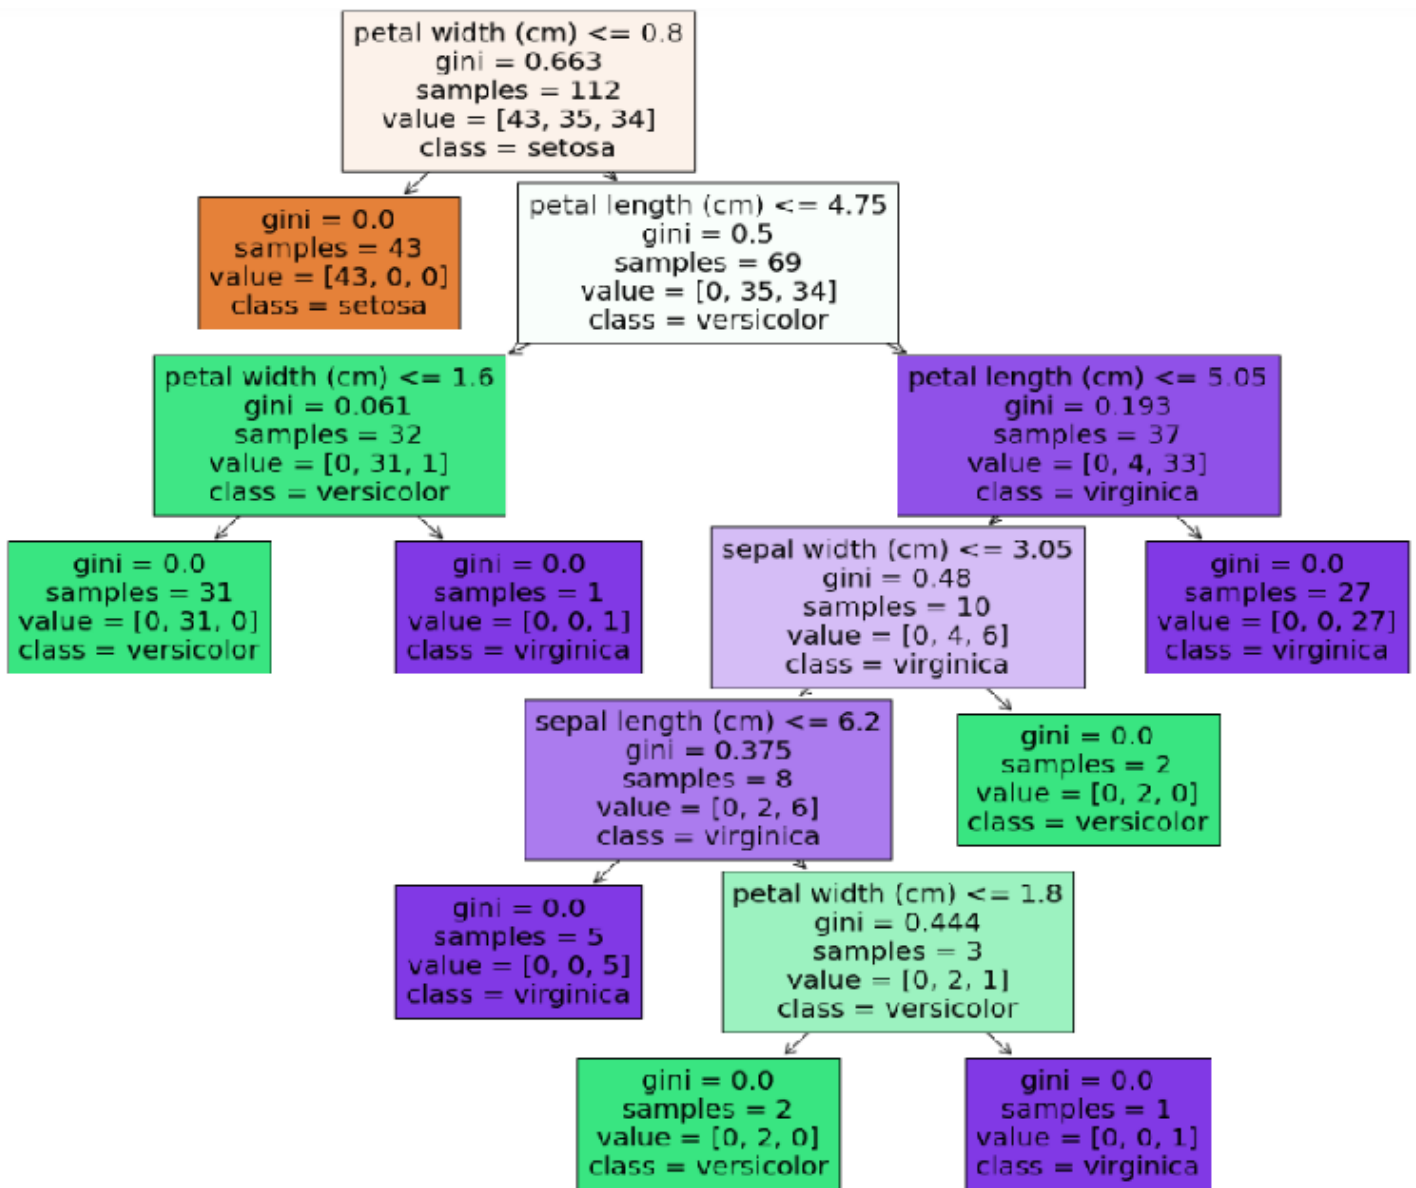 petal width (cm) <= 0.8
gini = 0.663
samples = 112
value = [43, 35, 34]
class = setosa
gini = 0.0
samples = 43
value = [43, 0, 0]
class = setosa
petal length (cm) <= 4.75
gini = 0.5
samples = 69
value = [0, 35, 34]
class = versicolor
petal width (cm) <= 1.6
gini = 0.061
samples = 32
value = [0, 31, 1]
class = versicolor
petal length (cm) <= 5.05
gini = 0.193
samples = 37
value = [0, 4, 33]
class = virginica
gini = 0.0
samples = 31
value = [0, 31, 0]
class = versicolor
gini = 0.0
samples = 1
value = [0, 0, 1]
class = virginica
sepal width (cm) <= 3.05
gini = 0.48
samples = 10
value = [0, 4, 6]
class = virginica
gini = 0.0
samples = 27
value = [0, 0, 27]
class = virginica
sepal length (cm) <= 6.2
gini = 0.375
samples = 8
value = [0, 2, 6]
class = virginica
gini = 0.0
samples = 2
value = [0, 2, 0]
class = versicolor
gini = 0.0
samples = 5
value = [0, 0, 5]
class = virginica
petal width (cm) <= 1.8
gini = 0.444
samples = 3
value = [0, 2, 1]
class = versicolor
gini = 0.0
samples = 2
value = [0, 2, 0]
class = versicolor
gini = 0.0
samples = 1
value = [0, 0, 1]
class = virginica